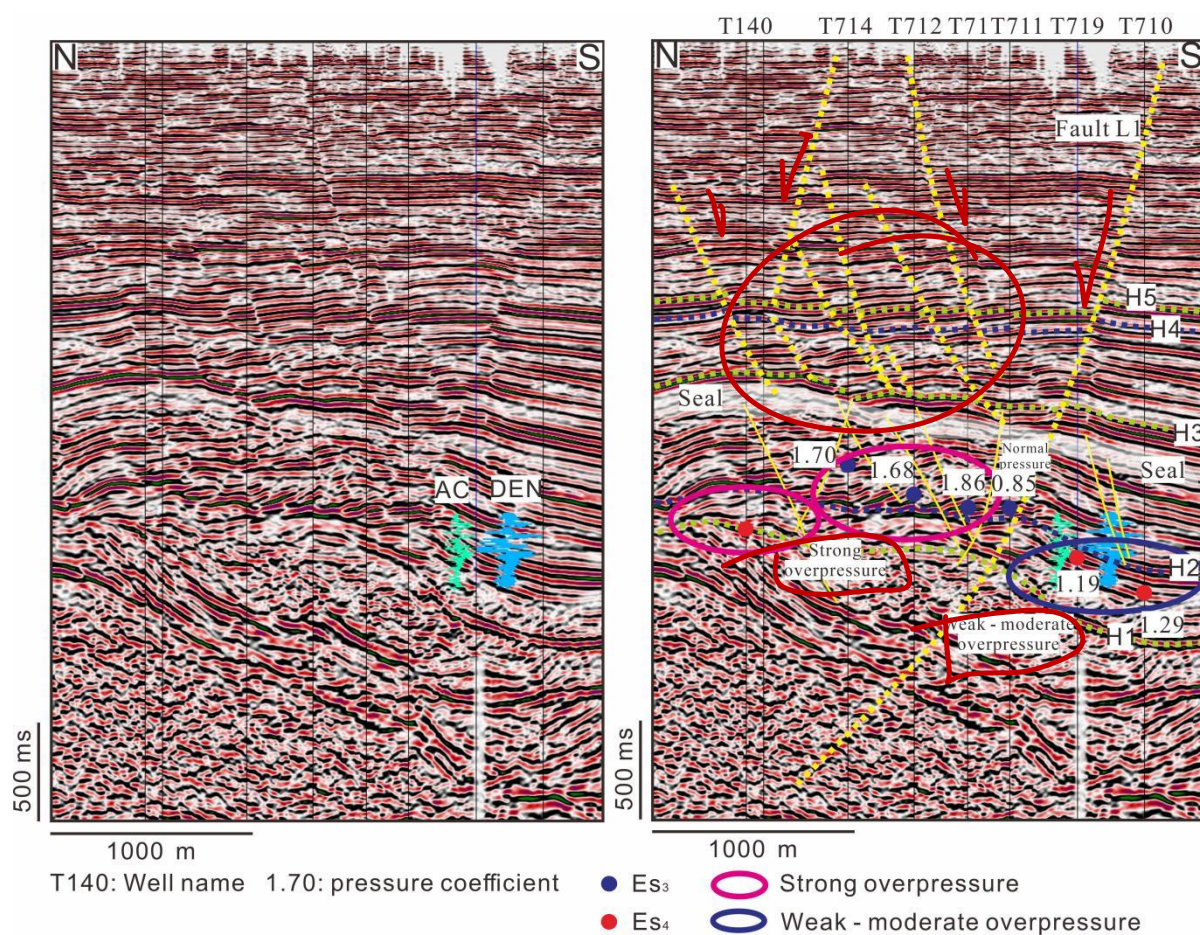 T140 T714 T712 T711 T711 T719 T710
N S N S
Fault L1
H5
H4
Seal
H3
1.70
Normal
pressure
1.68
1.86 0.85
Seal
AC DEN
Strong
overpressure
H2
1.19
1.29
Weak - moderate
overpressure
H1
500 ms 500 ms
1000 m 1000 m
T140: Well name 1.70: pressure coefficient Es₃ Strong overpressure
Es₄ Weak - moderate overpressure